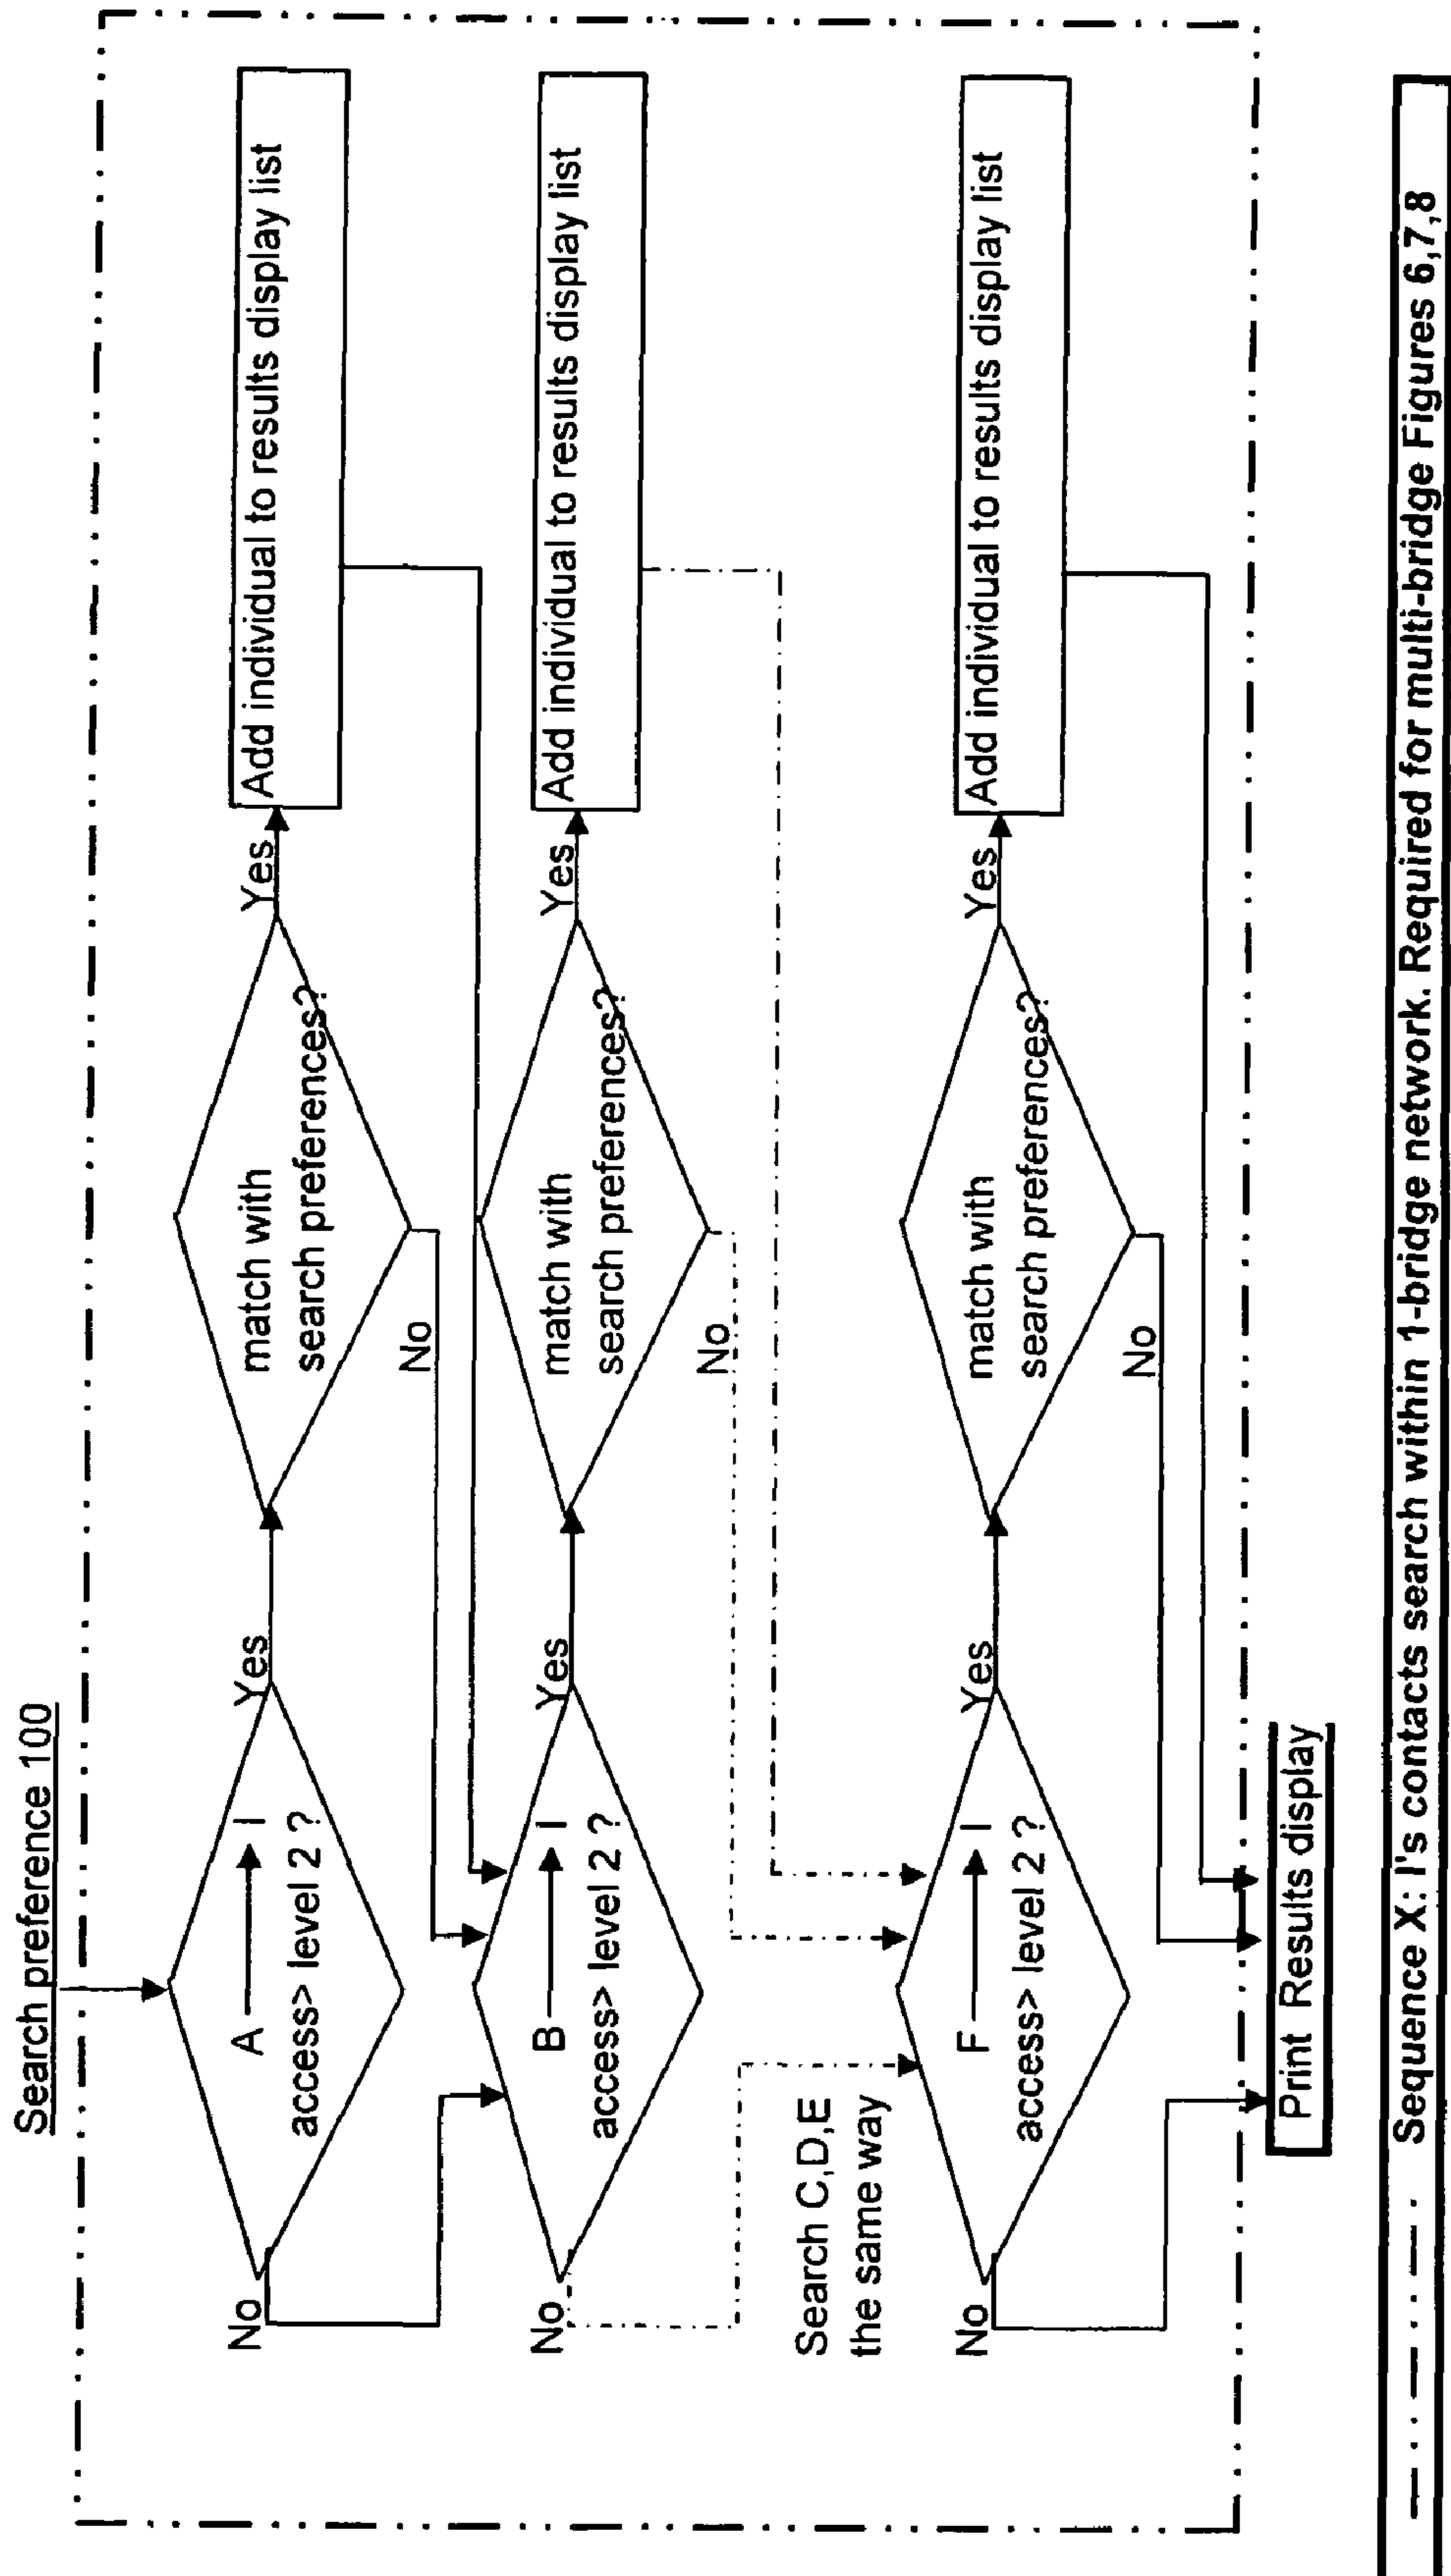 Search preference 100
A I
access> level 2 ?
No
Yes
match with
search preferences?
No
Yes
Add individual to results display list
B I
access> level 2 ?
No
Yes
match with
search preferences?
No
Yes
Add individual to results display list
Search C,D,E
the same way
F I
access> level 2 ?
No
Yes
match with
search preferences?
No
Yes
Add individual to results display list
Print Results display
Sequence X: I's contacts search within 1-bridge network. Required for multi-bridge Figures 6,7,8